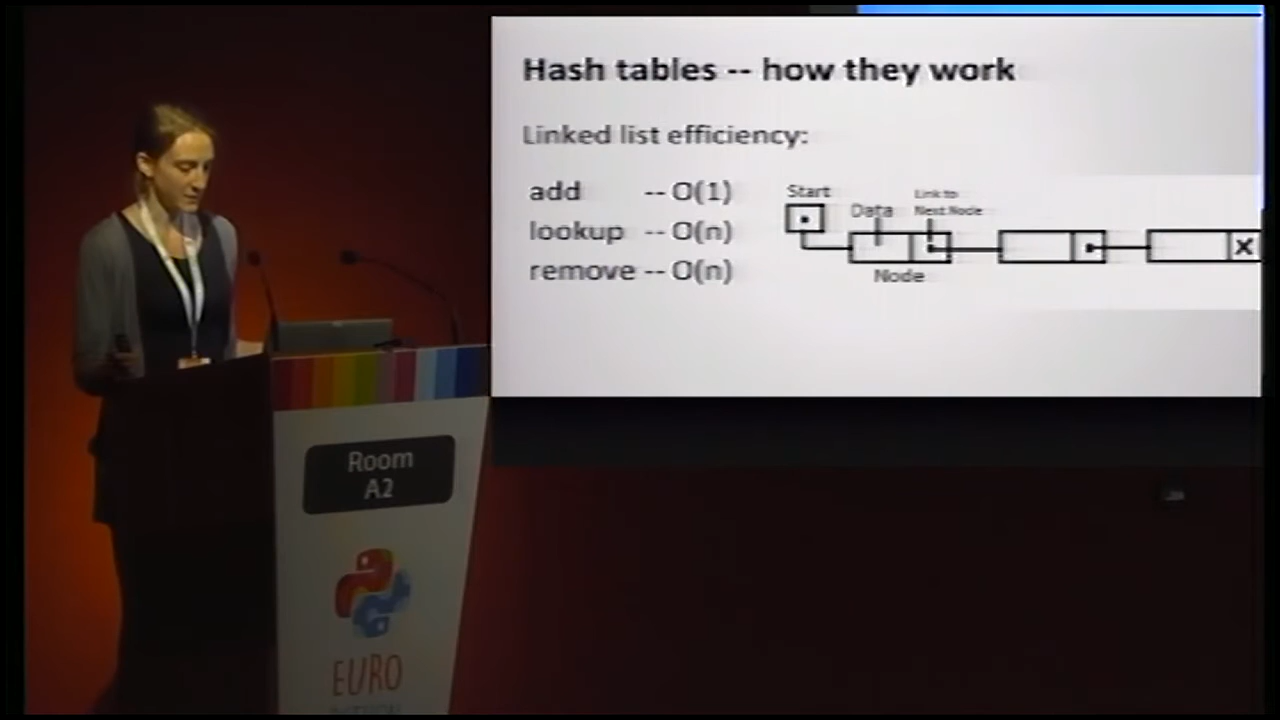 Hash tables -- how they work
Linked list efficiency:
add -- O(1)
lookup -- O(n)
remove -- O(n)
Start
Data
Link to
Next Node
Node
X
Room
A2
EURO
PYTHON